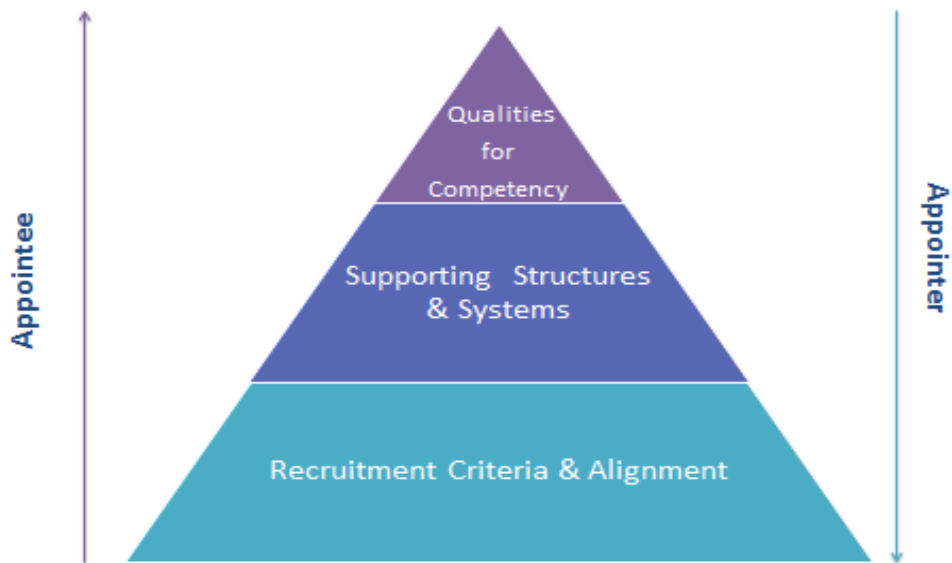 Qualities
for
Competency
Supporting Structures
& Systems
Recruitment Criteria & Alignment
Appointee
Appointer